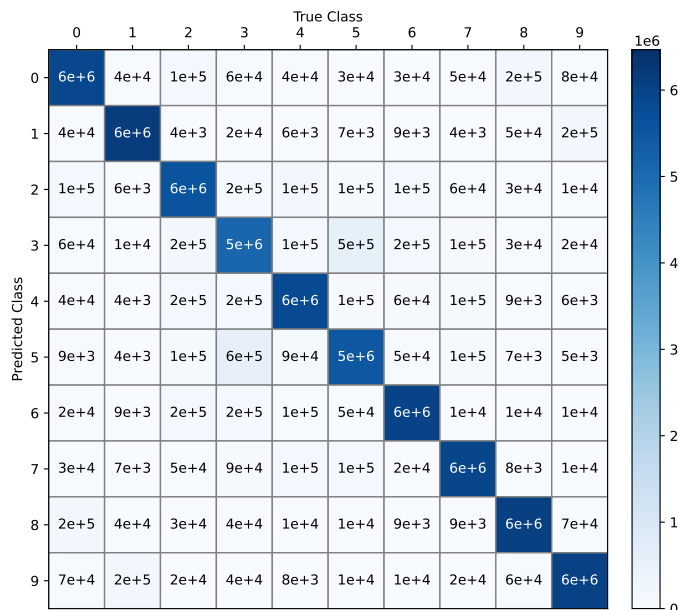 True Class
0 1 2 3 4 5 6 7 8 9
1e6
0 6e+6 4e+4 1e+5 6e+4 4e+4 3e+4 3e+4 5e+4 2e+5 8e+4
1 4e+4 6e+6 4e+3 2e+4 6e+3 7e+3 9e+3 4e+3 5e+4 2e+5
2 1e+5 6e+3 6e+6 2e+5 1e+5 1e+5 1e+5 6e+4 3e+4 1e+4
3 6e+4 1e+4 2e+5 5e+6 1e+5 5e+5 2e+5 1e+5 3e+4 2e+4
4 4e+4 4e+3 2e+5 2e+5 6e+6 1e+5 6e+4 1e+5 9e+3 6e+3
5 9e+3 4e+3 1e+5 6e+5 9e+4 5e+6 5e+4 1e+5 7e+3 5e+3
6 2e+4 9e+3 2e+5 2e+5 1e+5 5e+4 6e+6 1e+4 1e+4 1e+4
7 3e+4 7e+3 5e+4 9e+4 1e+5 1e+5 2e+4 6e+6 8e+3 1e+4
8 2e+5 4e+4 3e+4 4e+4 1e+4 1e+4 9e+3 9e+3 6e+6 7e+4
9 7e+4 2e+5 2e+4 4e+4 8e+3 1e+4 1e+4 2e+4 6e+4 6e+6
Predicted Class
6
5
4
3
2
1
0